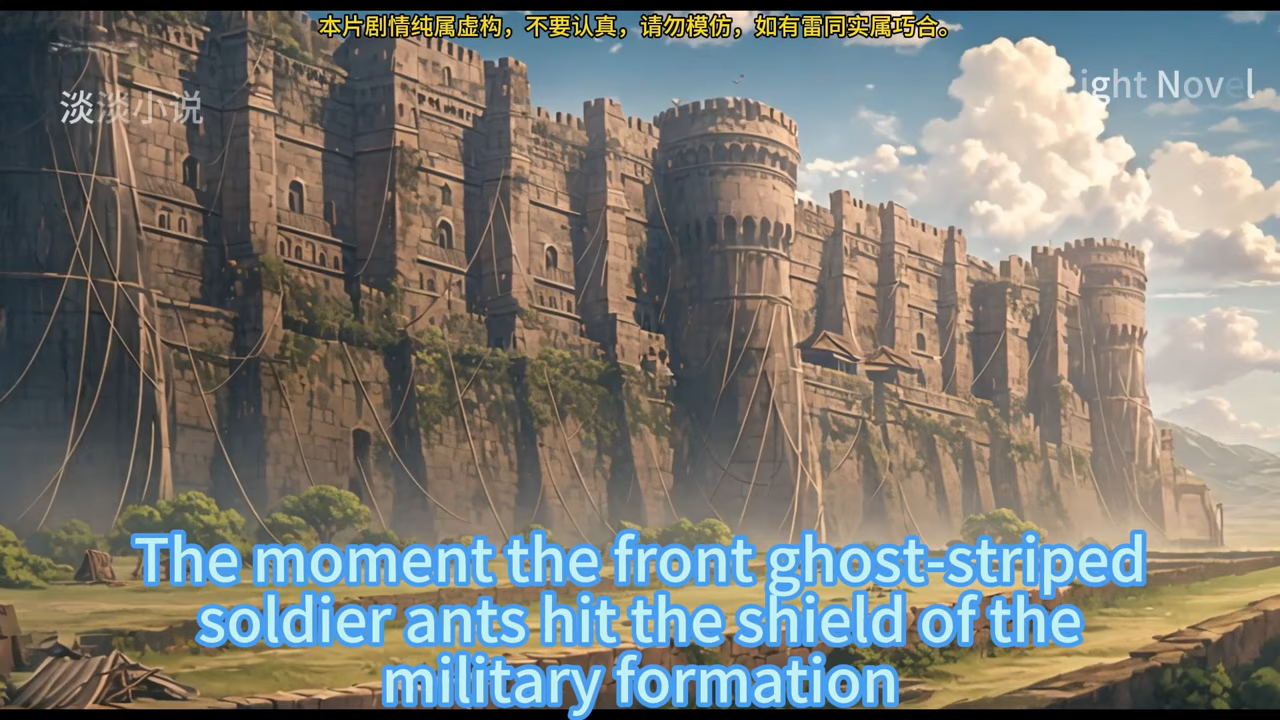 本片剧情纯属虚构，不要认真，请勿模仿，如有雷同实属巧合。
淡淡小说
ight Novel
The moment the front ghost-striped
soldier ants hit the shield of the
military formation